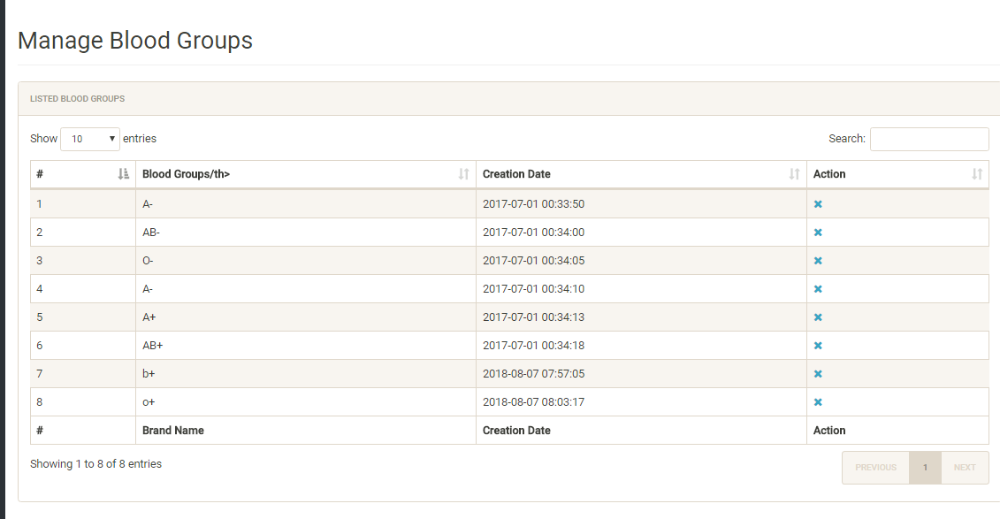 Manage Blood Groups
LISTED BLOOD GROUPS
Show 10 entries Search:
# Blood Groups/th> Creation Date Action
1 A- 2017-07-01 00:33:50
2 AB- 2017-07-01 00:34:00
3 O- 2017-07-01 00:34:05
4 A- 2017-07-01 00:34:10
5 A+ 2017-07-01 00:34:13
6 AB+ 2017-07-01 00:34:18
7 b+ 2018-08-07 07:57:05
8 o+ 2018-08-07 08:03:17
# Brand Name Creation Date Action
Showing 1 to 8 of 8 entries PREVIOUS 1 NEXT